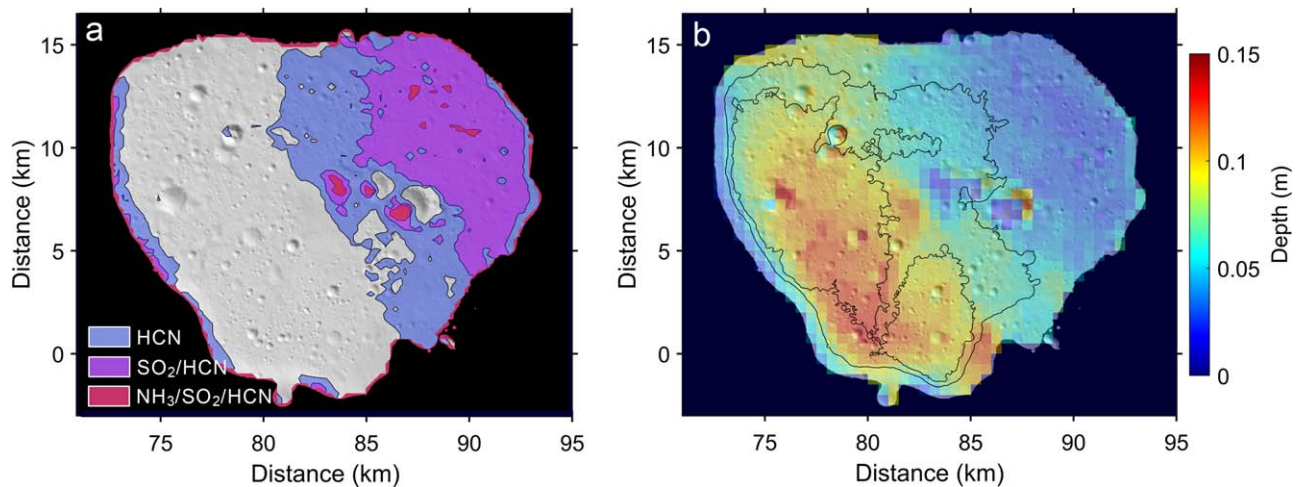 a
15
10
5
0
Distance (km)
HCN
SO₂/HCN
NH₃/SO₂/HCN
75 80 85 90 95
Distance (km)
b
15
10
5
0
Distance (km)
75 80 85 90 95
Distance (km)
0.15
0.1
0.05
0
Depth (m)